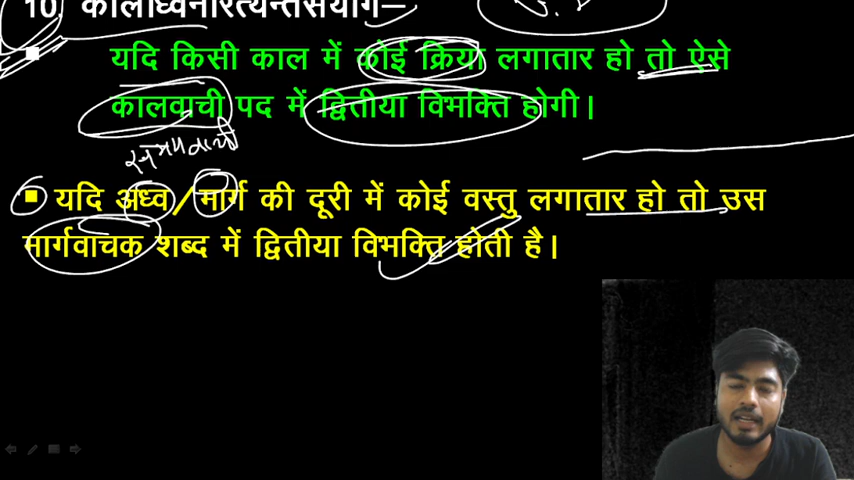 10. कालाध्वनोरत्यन्तसंयोगे–
यदि किसी काल में कोई क्रिया लगातार हो तो ऐसे
कालवाची पद में द्वितीया विभक्ति होगी।
समयवाची
यदि अध्व/मार्ग की दूरी में कोई वस्तु लगातार हो तो उस
मार्गवाचक शब्द में द्वितीया विभक्ति होती है।